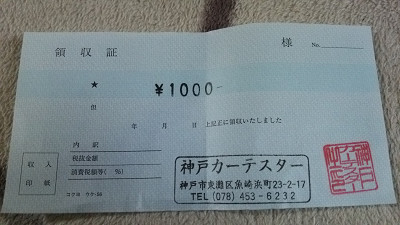 領収証 様 No.
★ ¥1000-
但
年 月 日 上記正に領収いたしました
内訳
税抜金額
消費税額等( %)
収入
印紙
コクヨ ウケ-56
神戸カーテスター
神戸市東灘区魚崎浜町23-2-17
TEL (078) 453-6232